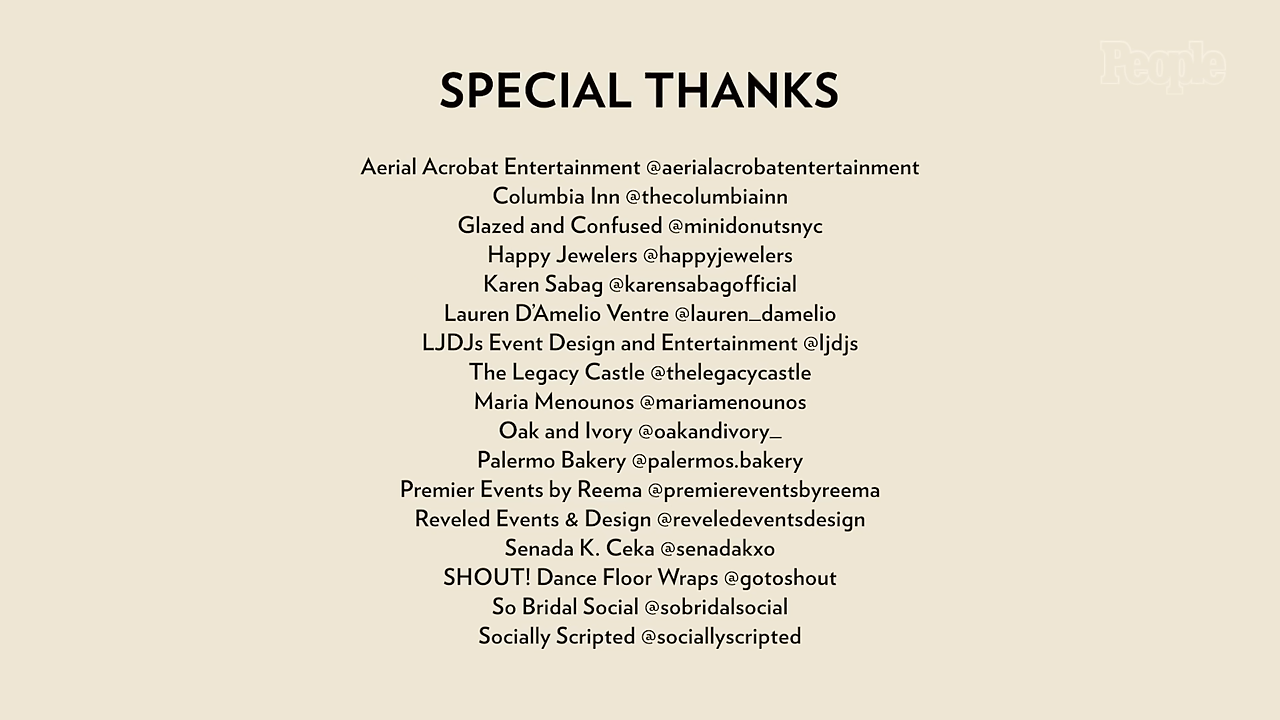 People
SPECIAL THANKS
Aerial Acrobat Entertainment @aerialacrobatentertainment
Columbia Inn @thecolumbiainn
Glazed and Confused @minidonutsnyc
Happy Jewelers @happyjewelers
Karen Sabag @karensabagofficial
Lauren D’Amelio Ventre @lauren_damelio
LJDJs Event Design and Entertainment @ljdjs
The Legacy Castle @thelegacycastle
Maria Menounos @mariamenounos
Oak and Ivory @oakandivory_
Palermo Bakery @palermos.bakery
Premier Events by Reema @premiereventsbyreema
Reveled Events & Design @reveledeventsdesign
Senada K. Ceka @senadakxo
SHOUT! Dance Floor Wraps @gotoshout
So Bridal Social @sobridalsocial
Socially Scripted @sociallyscripted